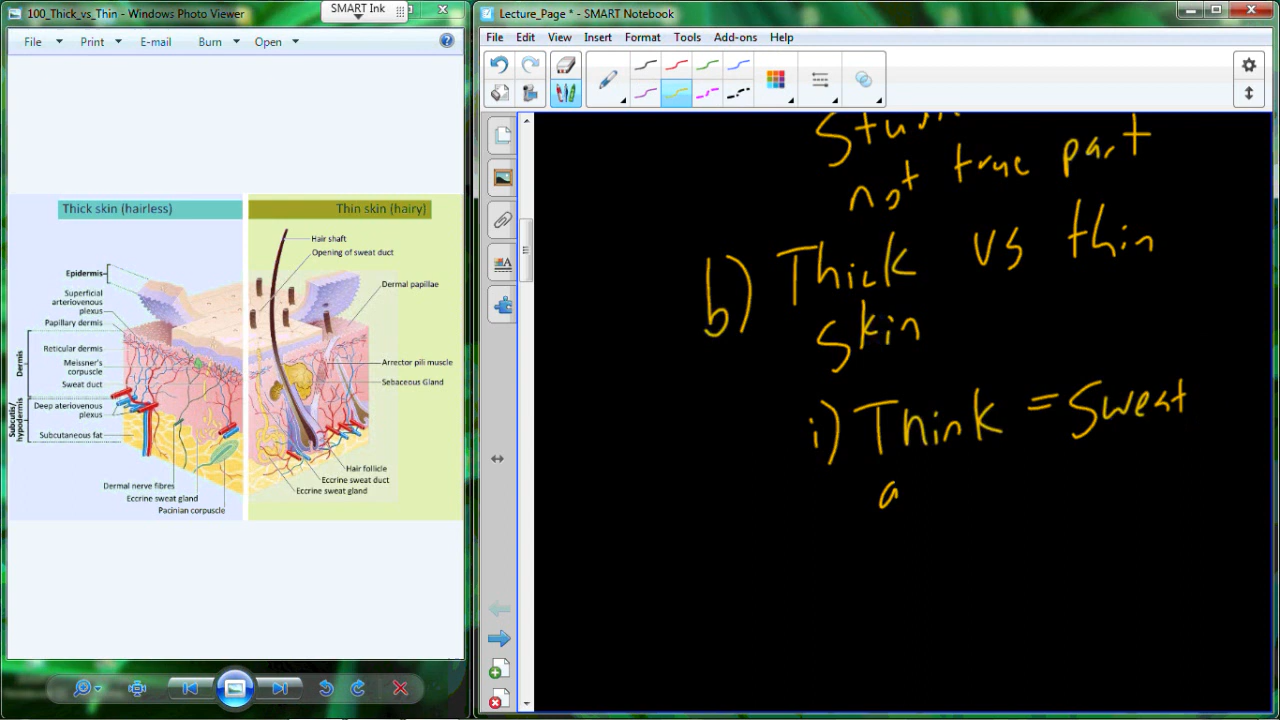 100_Thick_vs_Thin - Windows Photo Viewer
SMART Ink
File Print E-mail Burn Open
Thick skin (hairless)
Thin skin (hairy)
Hair shaft
Opening of sweat duct
Epidermis
Dermal papillae
Superficial
arteriovenous
plexus
Papillary dermis
Dermis
Reticular dermis
Meissner's
corpuscle
Sweat duct
Arrector pili muscle
Sebaceous Gland
Subcutis/
hypodermis
Deep ateriovenous
plexus
Subcutaneous fat
Hair follicle
Eccrine sweat duct
Eccrine sweat gland
Dermal nerve fibres
Eccrine sweat gland
Pacinian corpuscle
Lecture_Page * - SMART Notebook
File Edit View Insert Format Tools Add-ons Help
not true part
b) Thick vs thin
skin
i) Think = Sweat
a